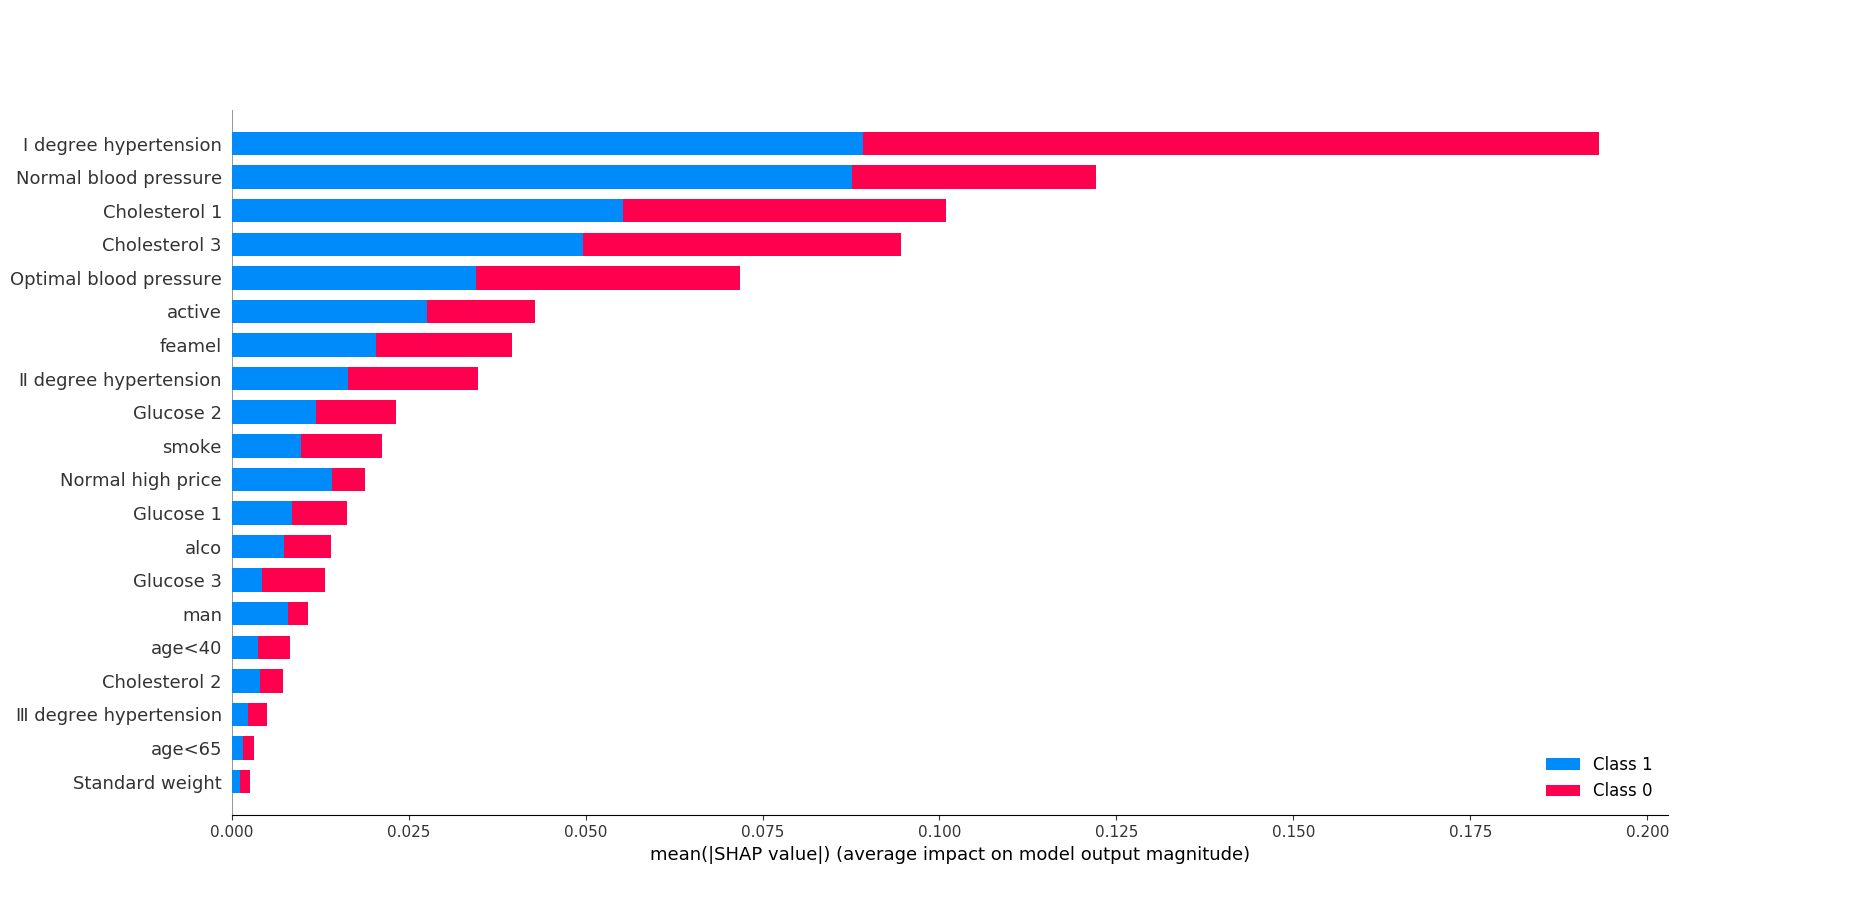 I degree hypertension
Normal blood pressure
Cholesterol 1
Cholesterol 3
Optimal blood pressure
active
feamel
Ⅱ degree hypertension
Glucose 2
smoke
Normal high price
Glucose 1
alco
Glucose 3
man
age<40
Cholesterol 2
Ⅲ degree hypertension
age<65
Standard weight
Class 1
Class 0
0.000 0.025 0.050 0.075 0.100 0.125 0.150 0.175 0.200
mean(|SHAP value|) (average impact on model output magnitude)